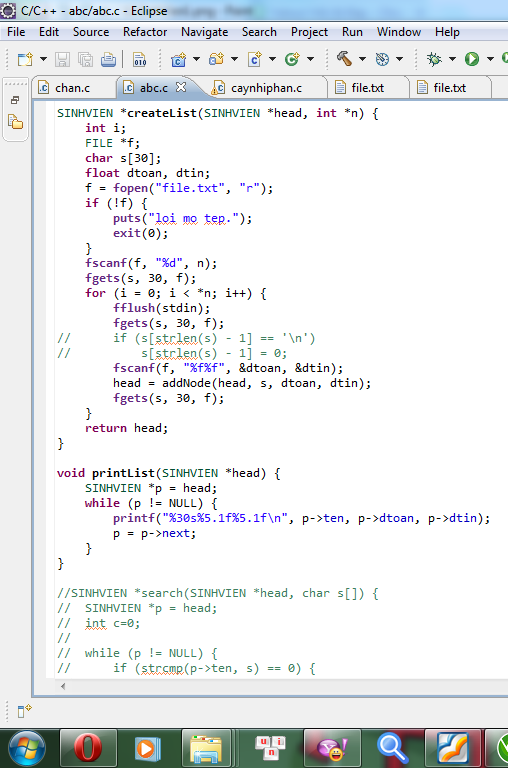 C/C++ - abc/abc.c - Eclipse
File Edit Source Refactor Navigate Search Project Run Window Help
chan.c abc.c caynhiphan.c file.txt file.txt
SINHVIEN *createList(SINHVIEN *head, int *n) {
int i;
FILE *f;
char s[30];
float dtoan, dtin;
f = fopen("file.txt", "r");
if (!f) {
puts("loi mo tep.");
exit(0);
}
fscanf(f, "%d", n);
fgets(s, 30, f);
for (i = 0; i < *n; i++) {
fflush(stdin);
fgets(s, 30, f);
// if (s[strlen(s) - 1] == '\n')
// s[strlen(s) - 1] = 0;
fscanf(f, "%f%f", &dtoan, &dtin);
head = addNode(head, s, dtoan, dtin);
fgets(s, 30, f);
}
return head;
}
void printList(SINHVIEN *head) {
SINHVIEN *p = head;
while (p != NULL) {
printf("%30s%5.1f%5.1f\n", p->ten, p->dtoan, p->dtin);
p = p->next;
}
}
//SINHVIEN *search(SINHVIEN *head, char s[]) {
// SINHVIEN *p = head;
// int c=0;
//
// while (p != NULL) {
// if (strcmp(p->ten, s) == 0) {